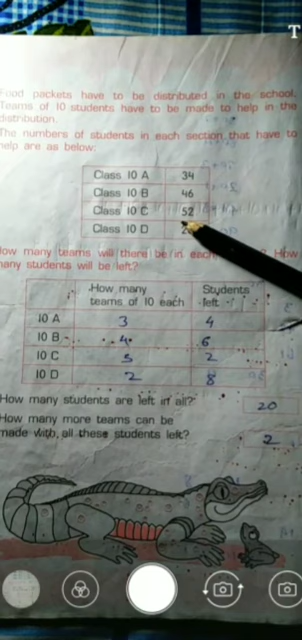 Food packets have to be distributed in the school.
Teams of 10 students have to be made to help in the
distribution.
The numbers of students in each section that have to
help are as below:
Class 10 A 34
Class 10 B 46
Class 10 C 52
Class 10 D
How many teams will there be in each ? How
many students will be left?
How many teams of 10 each Students left
10 A 3 4
10 B 4 6
10 C 5 2
10 D 2 8
How many students are left in all? 20
How many more teams can be
made with all these students left? 2